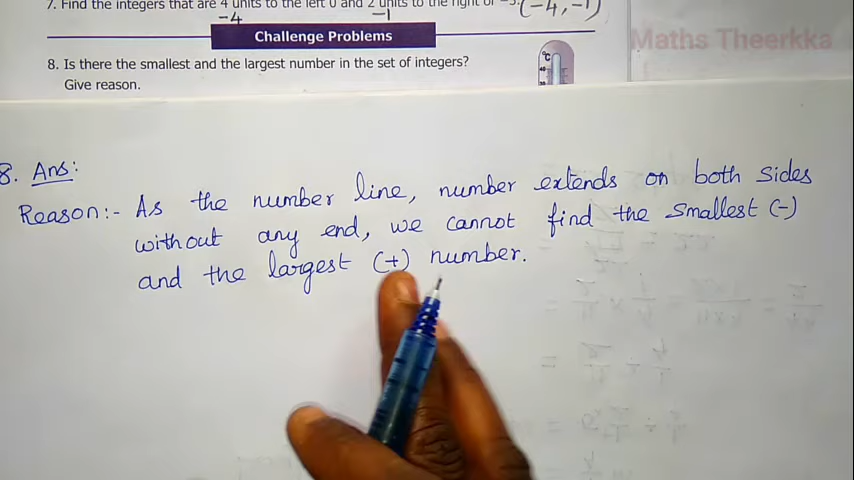 7. Find the integers that are 4 units to the left 0 and 2 units to the right of −3. (−4, −1)
−4 −1
Challenge Problems
Maths Theerkka
8. Is there the smallest and the largest number in the set of integers?
Give reason.
°C
8. Ans:
Reason:- As the number line, number extends on both sides
without any end, we cannot find the smallest (−)
and the largest (+) number.